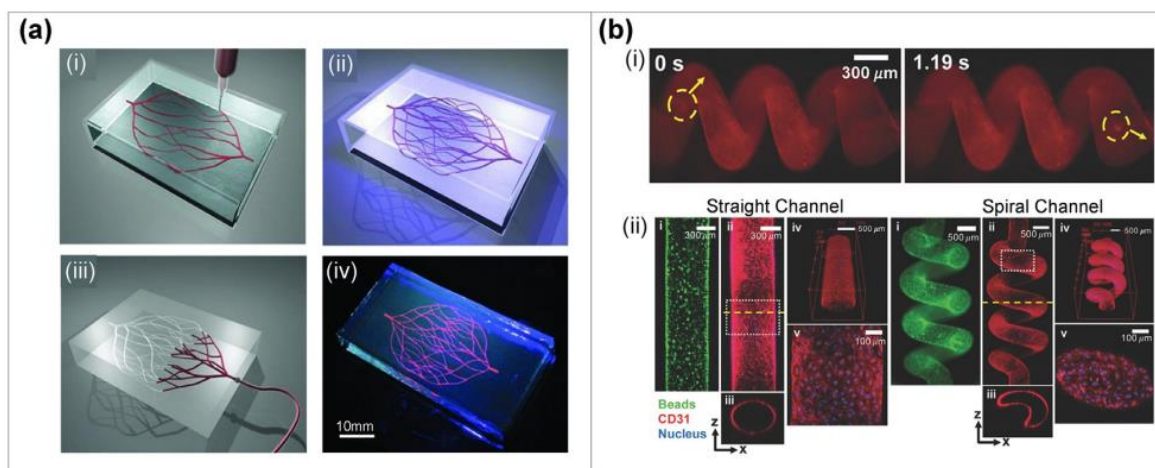 (a)
(i)
(ii)
(iii)
(iv)
10mm
(b)
(i)
0 s
300 μm
1.19 s
(ii)
Straight Channel
i
300 μm
ii
300 μm
iv
500 μm
v
100 μm
iii
Beads
CD31
Nucleus
z
x
Spiral Channel
i
500 μm
ii
500 μm
iv
500 μm
v
100 μm
iii
z
x